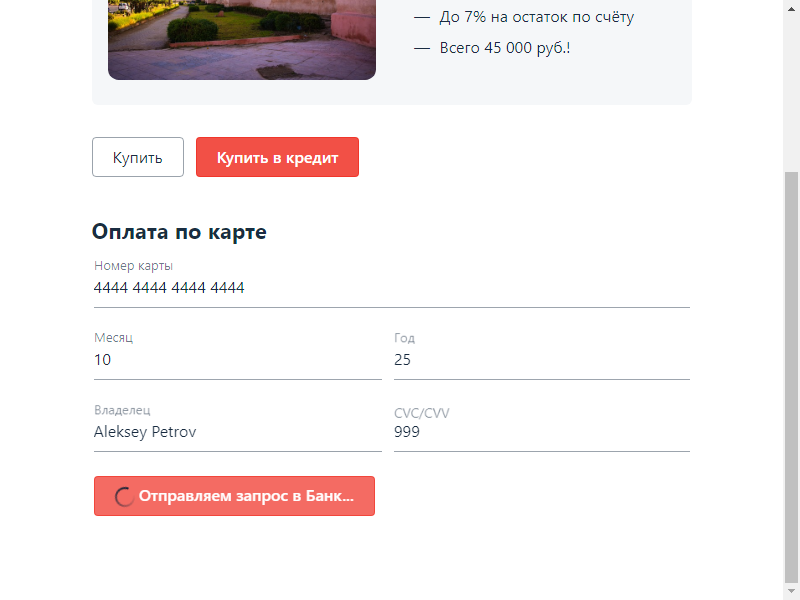 — До 7% на остаток по счёту
— Всего 45 000 руб.!
Купить
Купить в кредит
Оплата по карте
Номер карты
4444 4444 4444 4444
Месяц
10
Год
25
Владелец
Aleksey Petrov
CVC/CVV
999
Отправляем запрос в Банк...